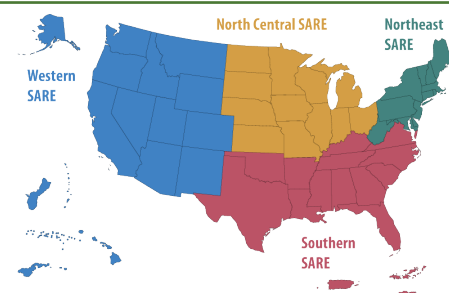 North Central SARE
Northeast
SARE
Western
SARE
Southern
SARE